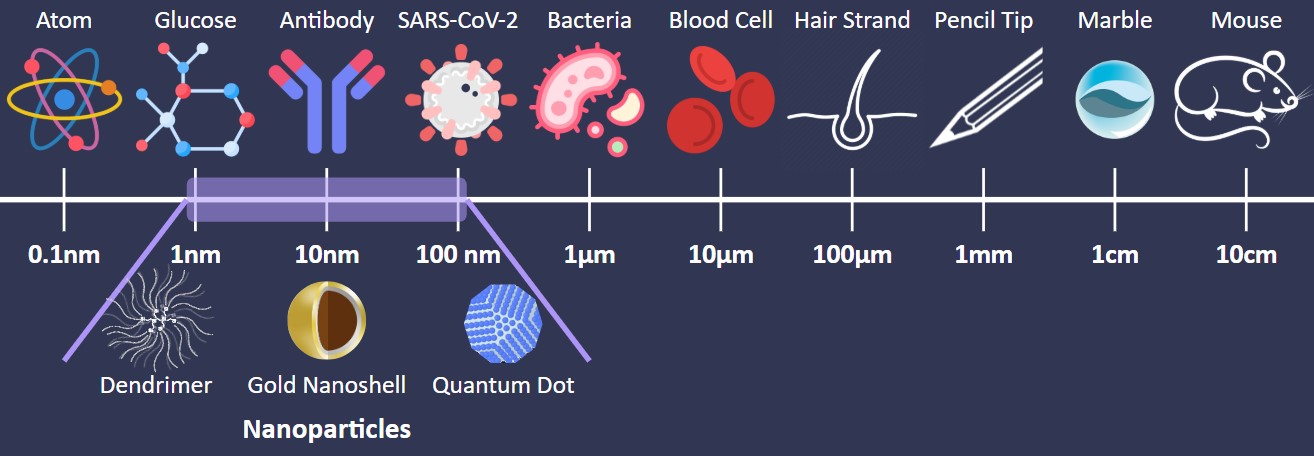 Atom Glucose Antibody SARS-CoV-2 Bacteria Blood Cell Hair Strand Pencil Tip Marble Mouse
0.1nm 1nm 10nm 100 nm 1μm 10μm 100μm 1mm 1cm 10cm
Dendrimer Gold Nanoshell Quantum Dot
Nanoparticles